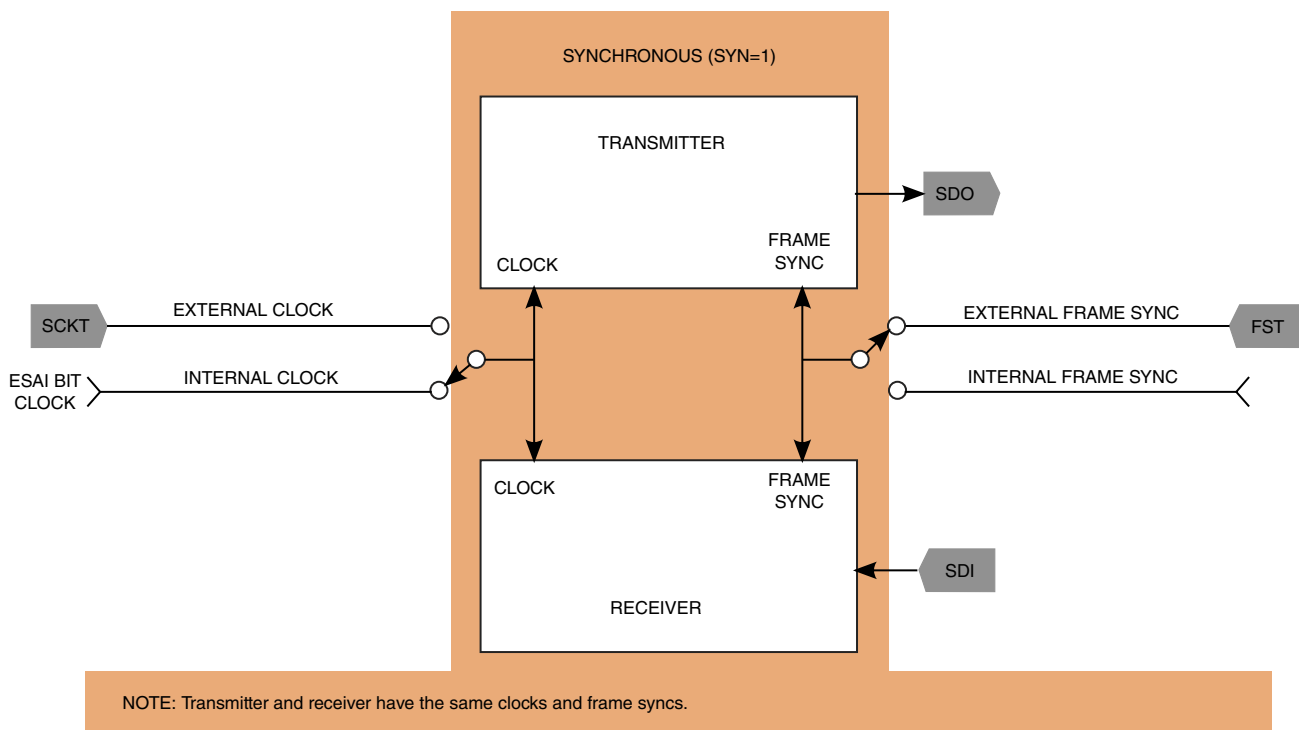 SYNCHRONOUS (SYN=1)
TRANSMITTER
SDO
FRAME
SYNC
CLOCK
SCKT
EXTERNAL CLOCK
EXTERNAL FRAME SYNC
FST
ESAI BIT
CLOCK
INTERNAL CLOCK
INTERNAL FRAME SYNC
CLOCK
FRAME
SYNC
SDI
RECEIVER
NOTE: Transmitter and receiver have the same clocks and frame syncs.